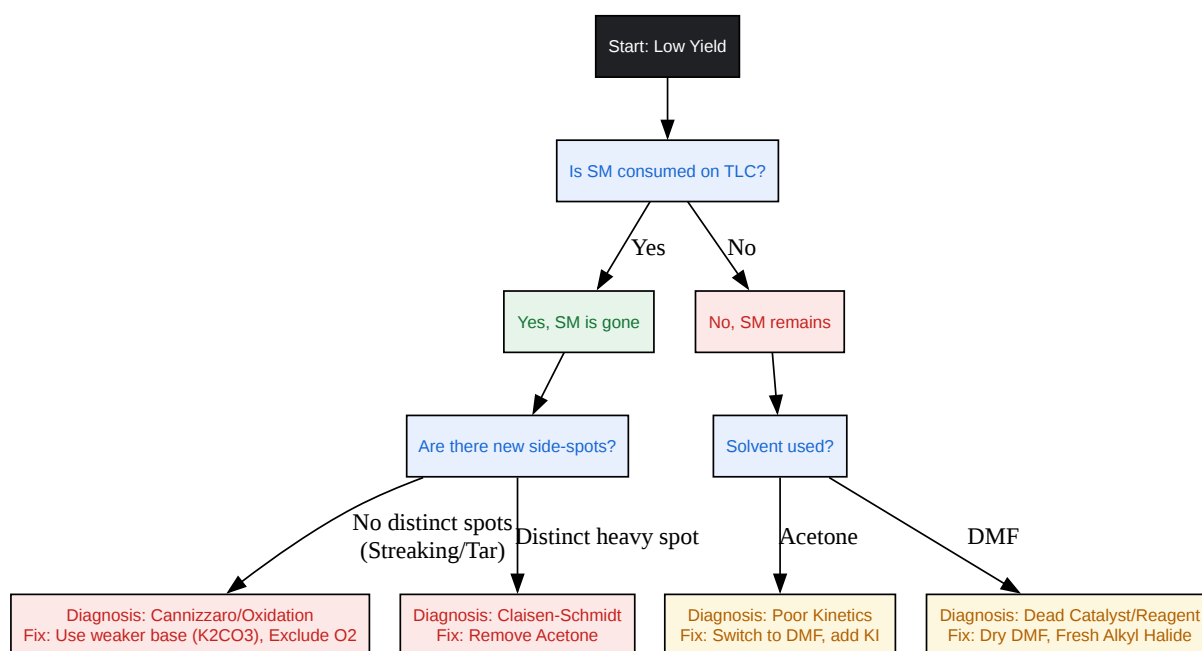 Start: Low Yield
Is SM consumed on TLC?
Yes
No
Yes, SM is gone
No, SM remains
Are there new side-spots?
Solvent used?
No distinct spots
(Streaking/Tar)
Distinct heavy spot
Acetone
DMF
Diagnosis: Cannizzaro/Oxidation
Fix: Use weaker base (K2CO3), Exclude O2
Diagnosis: Claisen-Schmidt
Fix: Remove Acetone
Diagnosis: Poor Kinetics
Fix: Switch to DMF, add KI
Diagnosis: Dead Catalyst/Reagent
Fix: Dry DMF, Fresh Alkyl Halide